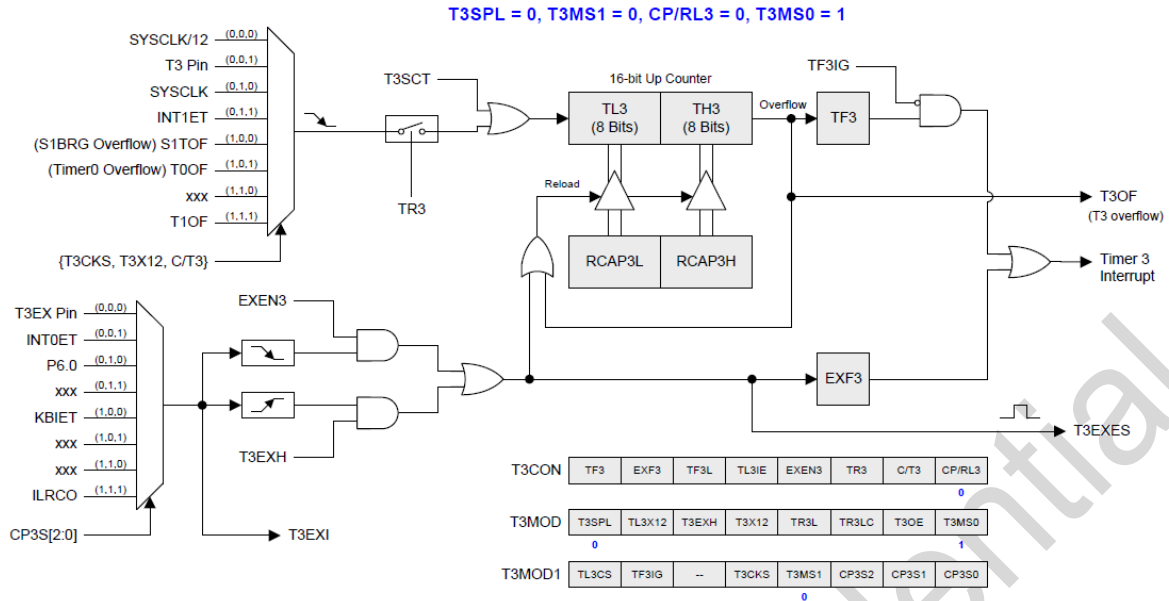 T3SPL = 0, T3MS1 = 0, CP/RL3 = 0, T3MS0 = 1
SYSCLK/12 (0,0,0)
T3 Pin (0,0,1)
SYSCLK (0,1,0)
INT1ET (0,1,1)
(S1BRG Overflow) S1TOF (1,0,0)
(Timer0 Overflow) T0OF (1,0,1)
xxx (1,1,0)
T1OF (1,1,1)
{T3CKS, T3X12, C/T3}
TR3
T3SCT
16-bit Up Counter
TL3
(8 Bits)
TH3
(8 Bits)
Overflow
TF3
TF3IG
Reload
RCAP3L
RCAP3H
T3OF
(T3 overflow)
Timer 3
Interrupt
T3EX Pin (0,0,0)
INT0ET (0,0,1)
P6.0 (0,1,0)
xxx (0,1,1)
KBIET (1,0,0)
xxx (1,0,1)
xxx (1,1,0)
ILRCO (1,1,1)
CP3S[2:0]
EXEN3
T3EXH
T3EXI
EXF3
T3EXES
T3CON TF3 EXF3 TF3L TL3IE EXEN3 TR3 C/T3 CP/RL3
0
T3MOD T3SPL TL3X12 T3EXH T3X12 TR3L TR3LC T3OE T3MS0
0 1
T3MOD1 TL3CS TF3IG -- T3CKS T3MS1 CP3S2 CP3S1 CP3S0
0
ential